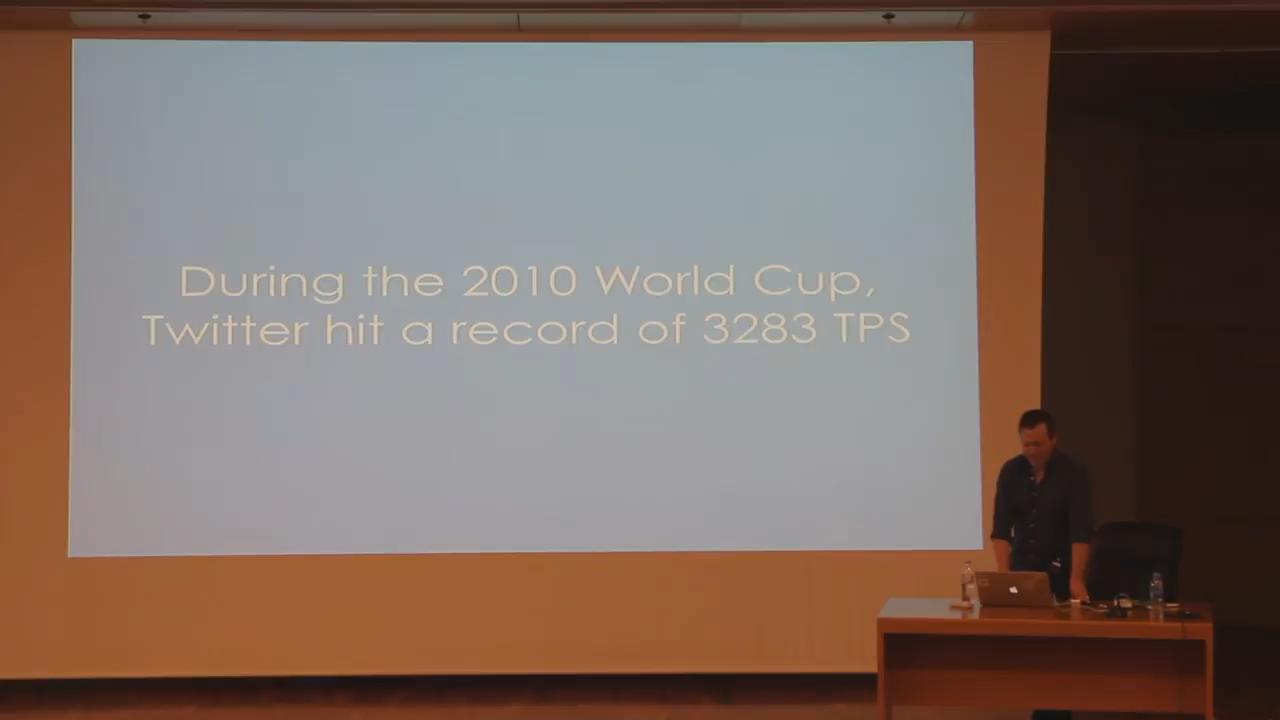 During the 2010 World Cup,
Twitter hit a record of 3283 TPS